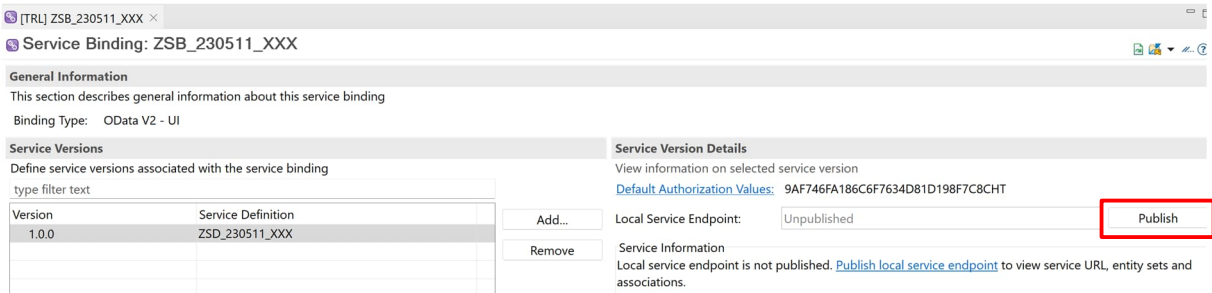 [TRL] ZSB_230511_XXX
Service Binding: ZSB_230511_XXX
General Information
This section describes general information about this service binding
Binding Type: OData V2 - UI
Service Versions
Define service versions associated with the service binding
type filter text
Version Service Definition
1.0.0 ZSD_230511_XXX
Add...
Remove
Service Version Details
View information on selected service version
Default Authorization Values: 9AF746FA186C6F7634D81D198F7C8CHT
Local Service Endpoint: Unpublished Publish
Service Information
Local service endpoint is not published. Publish local service endpoint to view service URL, entity sets and
associations.